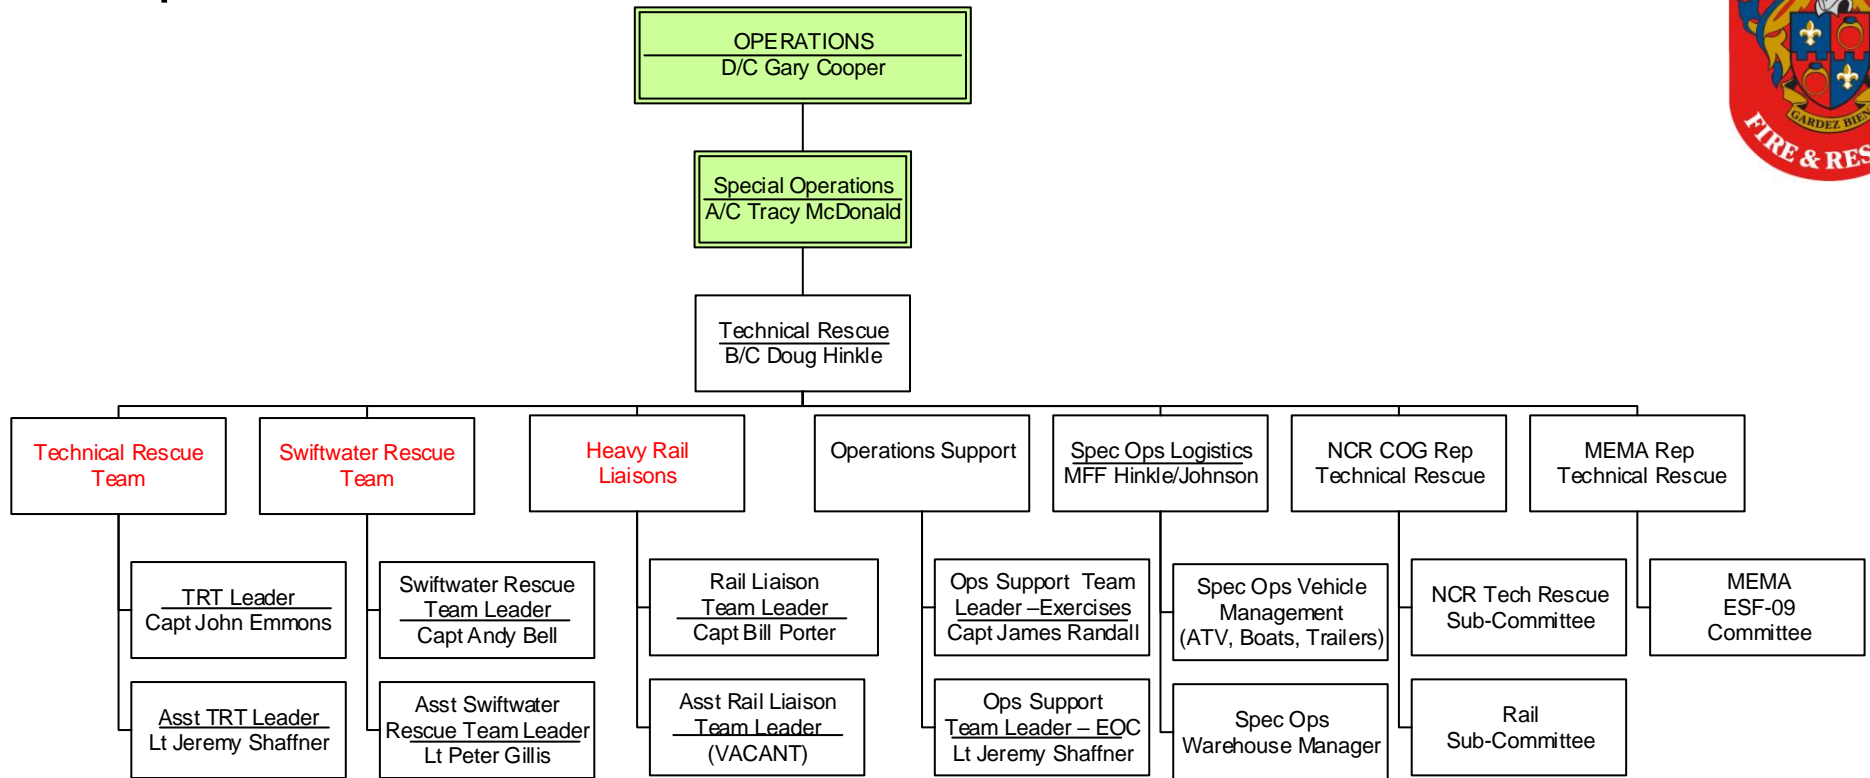 OPERATIONS
D/C Gary Cooper
GARDEZ BIEN
FIRE &
Special Operations
A/C Tracy McDonald
Technical Rescue
B/C Doug Hinkle
Technical Rescue
Team
Swiftwater Rescue
Team
Heavy Rail
Liaisons
Operations Support
Spec Ops Logistics
MFF Hinkle/Johnson
NCR COG Rep
Technical Rescue
MEMA Rep
Technical Rescue
TRT Leader
Capt John Emmons
Swiftwater Rescue
Team Leader
Capt Andy Bell
Rail Liaison
Team Leader
Capt Bill Porter
Ops Support Team
Leader –Exercises
Capt James Randall
Spec Ops Vehicle
Management
(ATV, Boats, Trailers)
NCR Tech Rescue
Sub-Committee
MEMA
ESF-09
Committee
Asst TRT Leader
Lt Jeremy Shaffner
Asst Swiftwater
Rescue Team Leader
Lt Peter Gillis
Asst Rail Liaison
Team Leader
(VACANT)
Ops Support
Team Leader – EOC
Lt Jeremy Shaffner
Spec Ops
Warehouse Manager
Rail
Sub-Committee